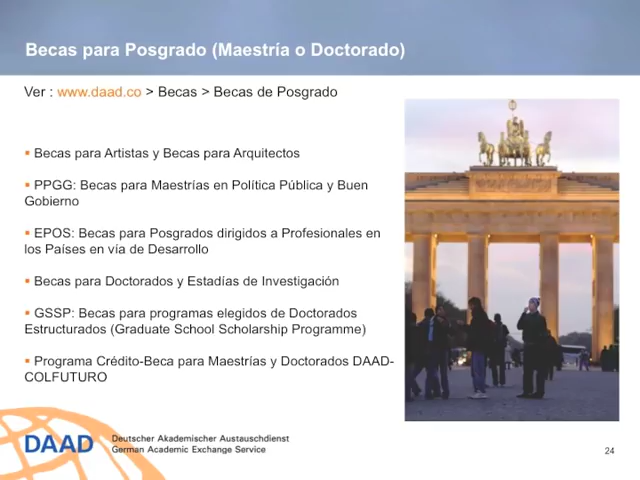 Becas para Posgrado (Maestría o Doctorado)
Ver : www.daad.co > Becas > Becas de Posgrado
▪ Becas para Artistas y Becas para Arquitectos
▪ PPGG: Becas para Maestrías en Política Pública y Buen
Gobierno
▪ EPOS: Becas para Posgrados dirigidos a Profesionales en
los Países en vía de Desarrollo
▪ Becas para Doctorados y Estadías de Investigación
▪ GSSP: Becas para programas elegidos de Doctorados
Estructurados (Graduate School Scholarship Programme)
▪ Programa Crédito-Beca para Maestrías y Doctorados DAAD-
COLFUTURO
DAAD
Deutscher Akademischer Austauschdienst
German Academic Exchange Service
24